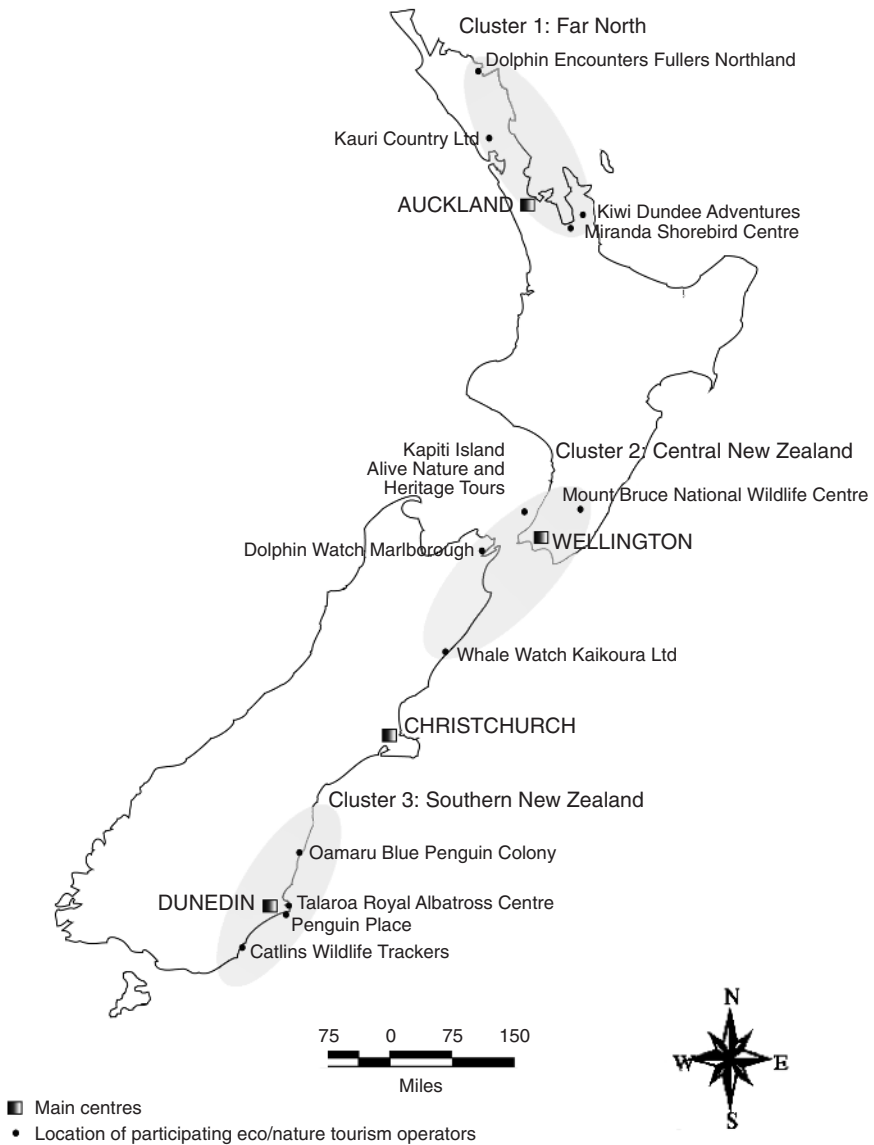 Cluster 1: Far North
Dolphin Encounters Fullers Northland
Kauri Country Ltd
AUCKLAND
Kiwi Dundee Adventures
Miranda Shorebird Centre
Kapiti Island
Alive Nature and
Heritage Tours
Cluster 2: Central New Zealand
Mount Bruce National Wildlife Centre
Dolphin Watch Marlborough
WELLINGTON
Whale Watch Kaikoura Ltd
CHRISTCHURCH
Cluster 3: Southern New Zealand
Oamaru Blue Penguin Colony
DUNEDIN
Talaroa Royal Albatross Centre
Penguin Place
Catlins Wildlife Trackers
75 0 75 150
Miles
N
W E
S
Main centres
Location of participating eco/nature tourism operators